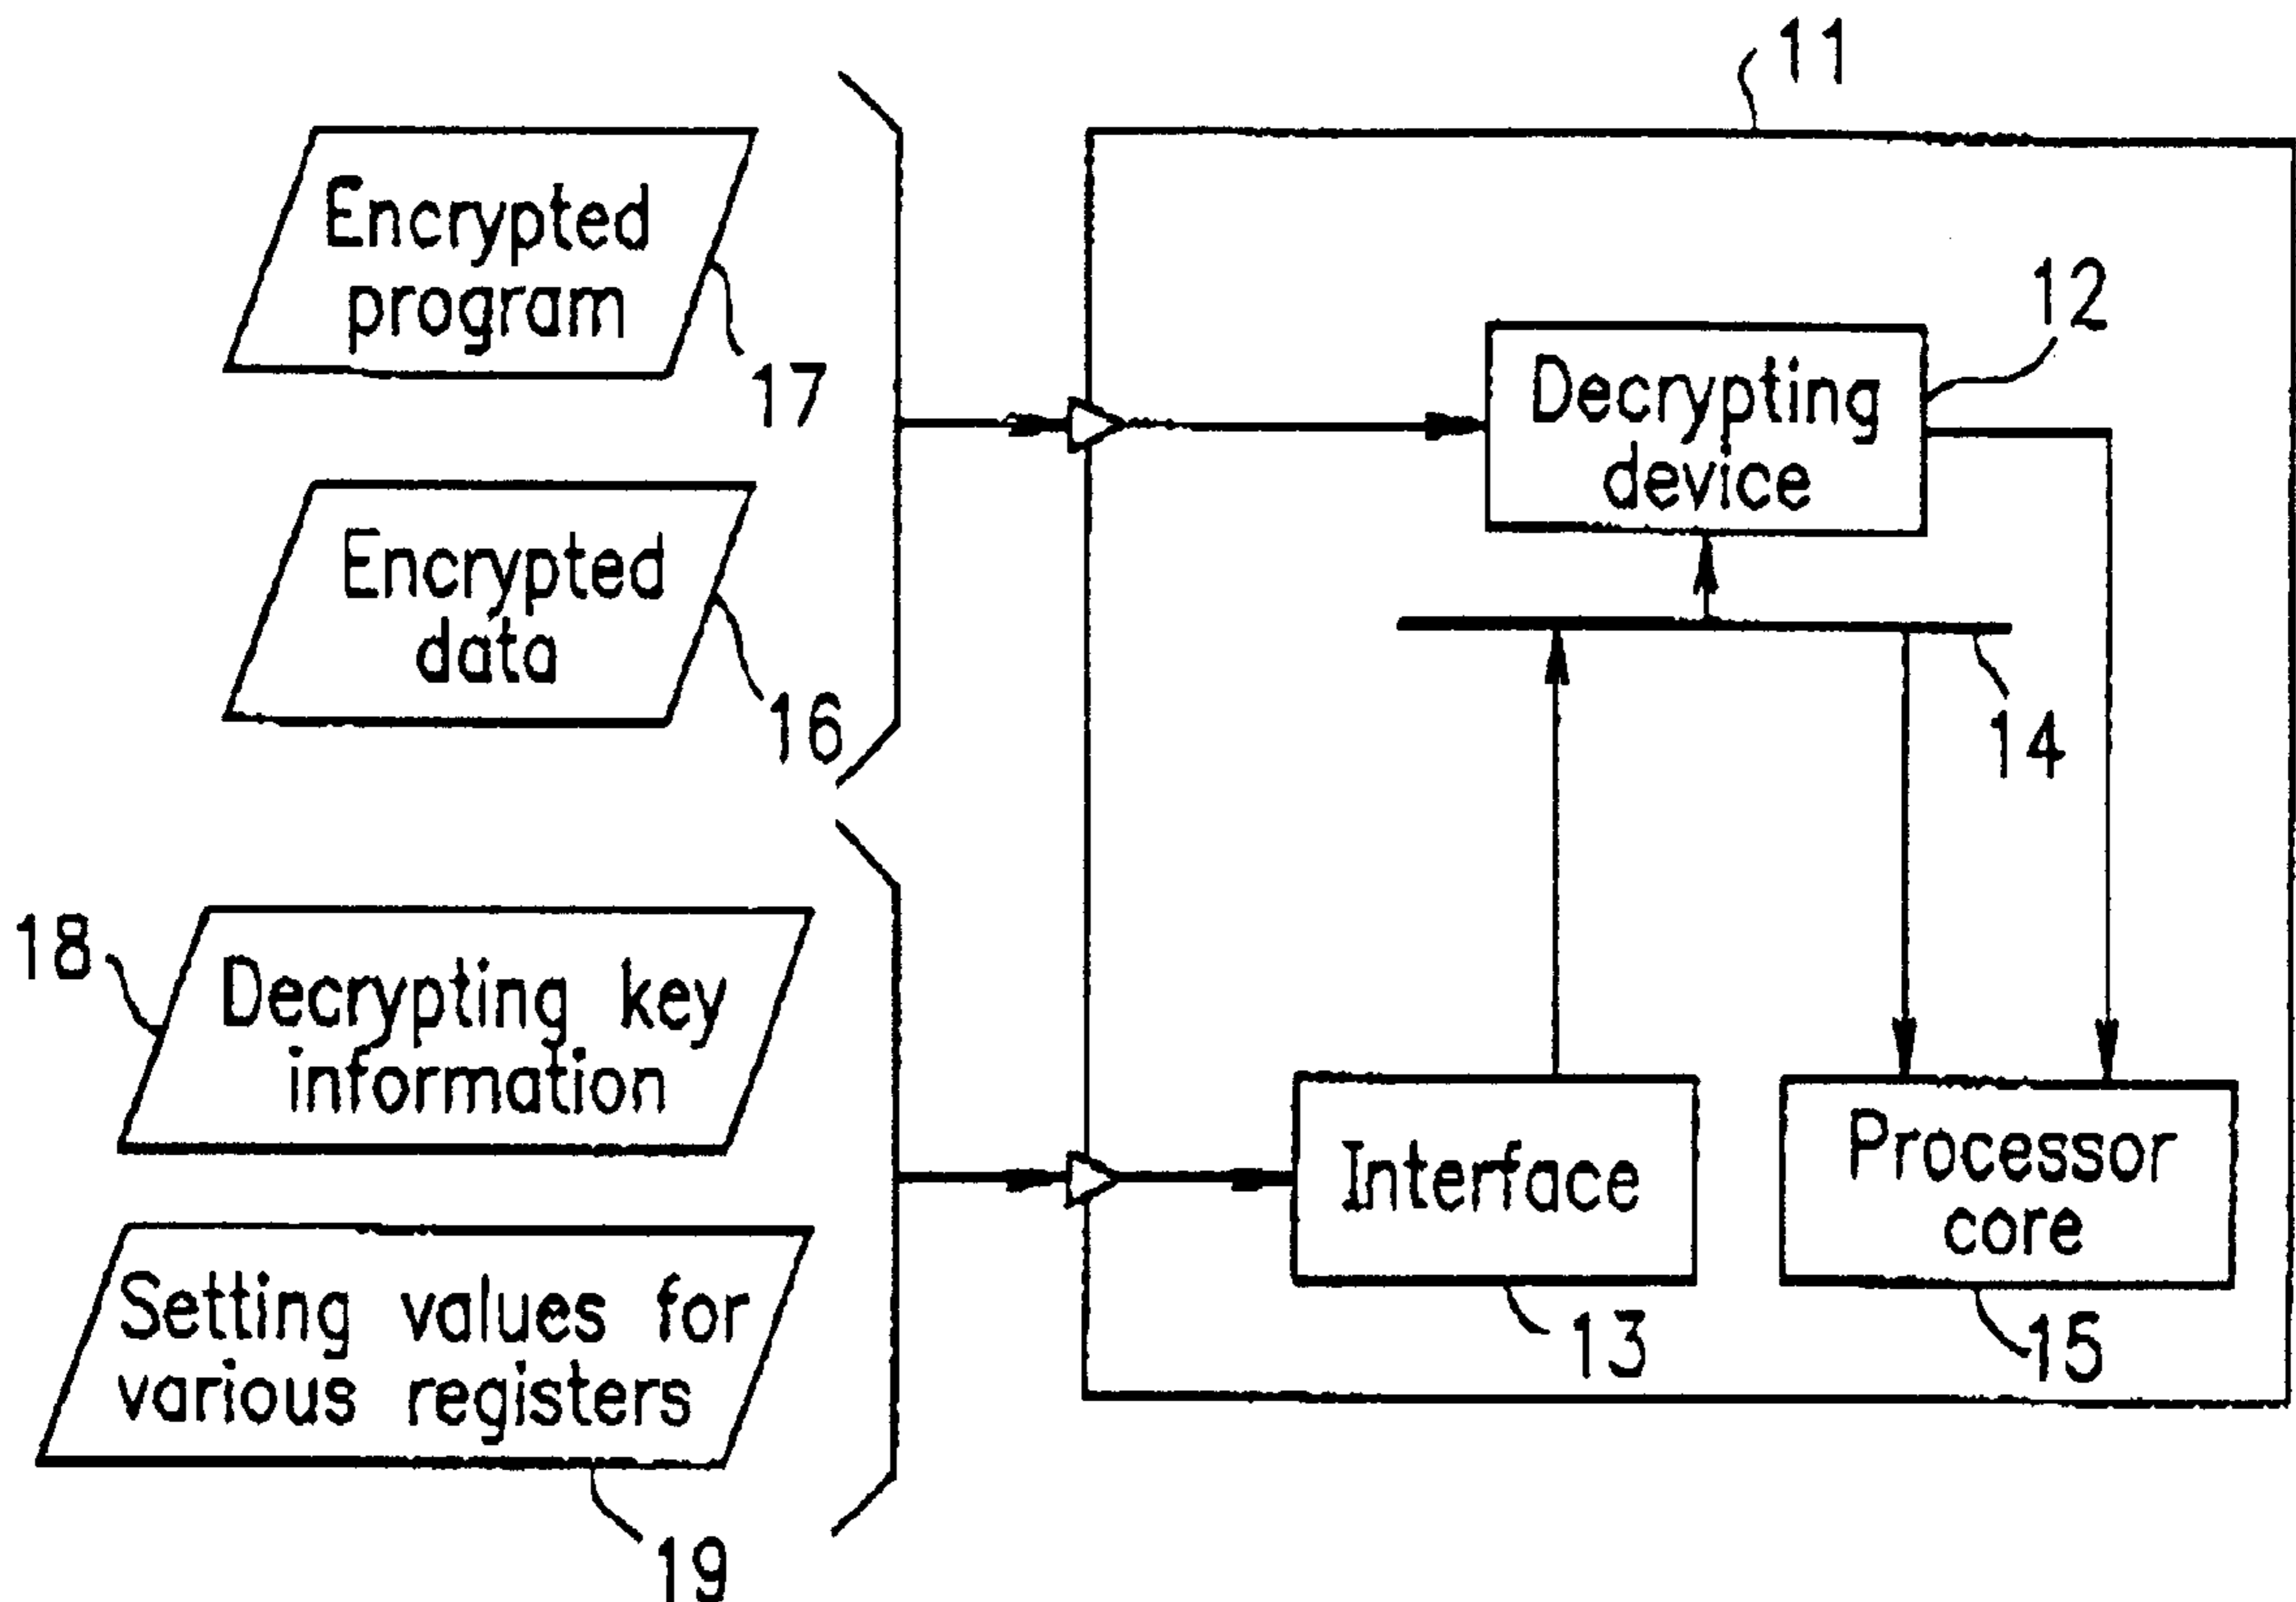 11
Encrypted
program
17
12
Decrypting
device
Encrypted
data
16
14
18
Decrypting key
information
Interface
13
Processor
core
15
Setting values for
various registers
19